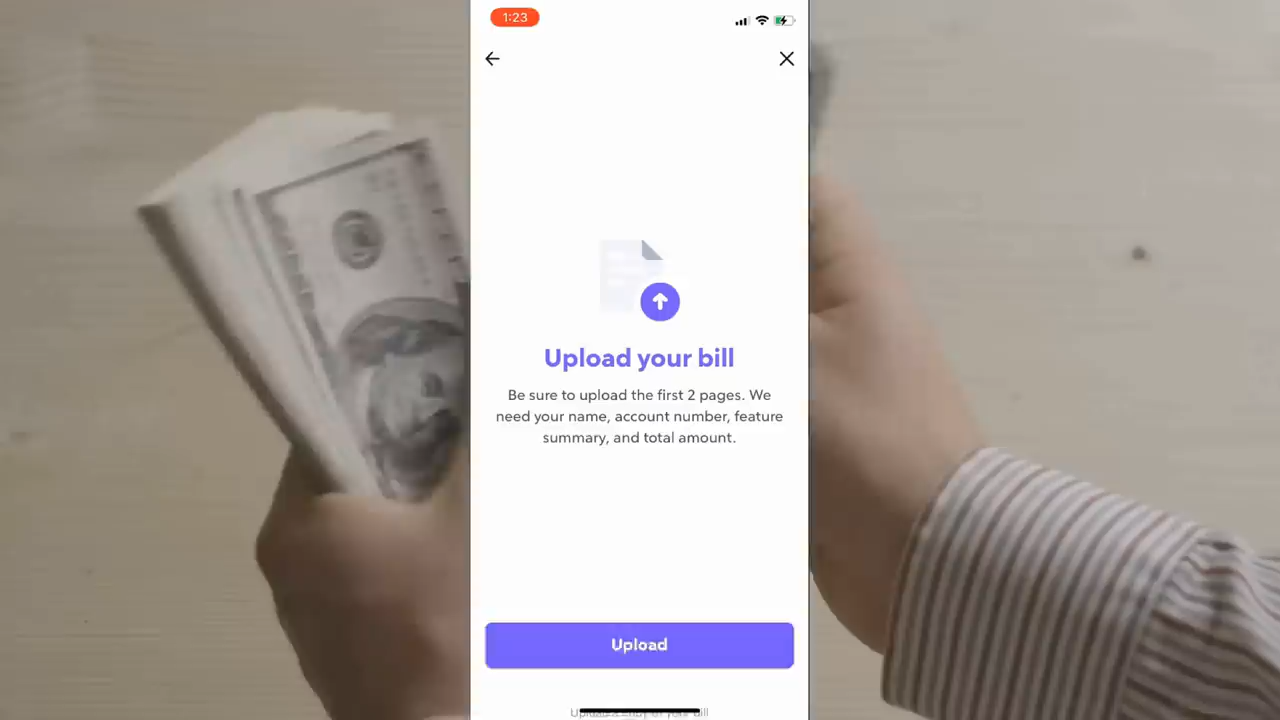 1:23
Upload your bill
Be sure to upload the first 2 pages. We
need your name, account number, feature
summary, and total amount.
Upload